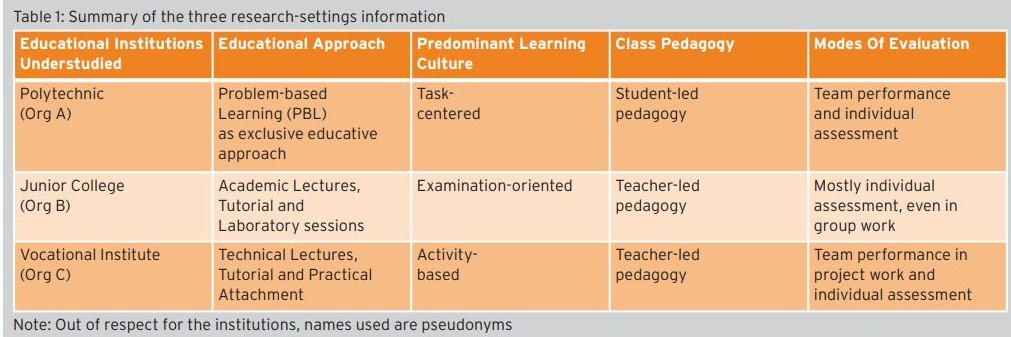 Table 1: Summary of the three research-settings information
Educational Institutions Understudied
Educational Approach
Predominant Learning Culture
Class Pedagogy
Modes Of Evaluation
Polytechnic
(Org A)
Problem-based
Learning (PBL)
as exclusive educative
approach
Task-
centered
Student-led
pedagogy
Team performance
and individual
assessment
Junior College
(Org B)
Academic Lectures,
Tutorial and
Laboratory sessions
Examination-oriented
Teacher-led
pedagogy
Mostly individual
assessment, even in
group work
Vocational Institute
(Org C)
Technical Lectures,
Tutorial and Practical
Attachment
Activity-
based
Teacher-led
pedagogy
Team performance in
project work and
individual assessment
Note: Out of respect for the institutions, names used are pseudonyms